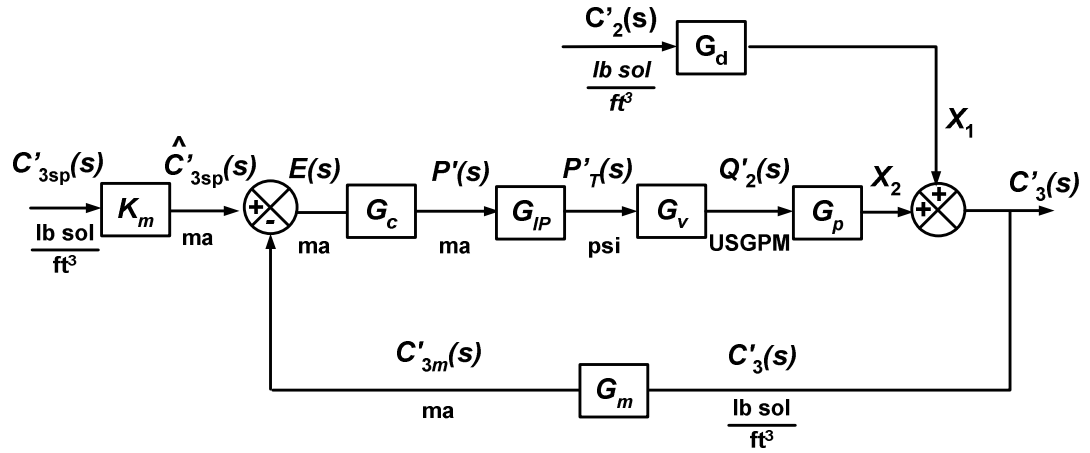 C'2(s)
Gd
lb sol
ft3
X1
C'3sp(s)
Ĉ'3sp(s)
E(s)
P'(s)
P'T(s)
Q'2(s)
X2
C'3(s)
Km
+
-
Gc
GIP
Gv
Gp
+
+
lb sol
ft3
ma
ma
ma
psi
USGPM
C'3m(s)
C'3(s)
Gm
ma
lb sol
ft3